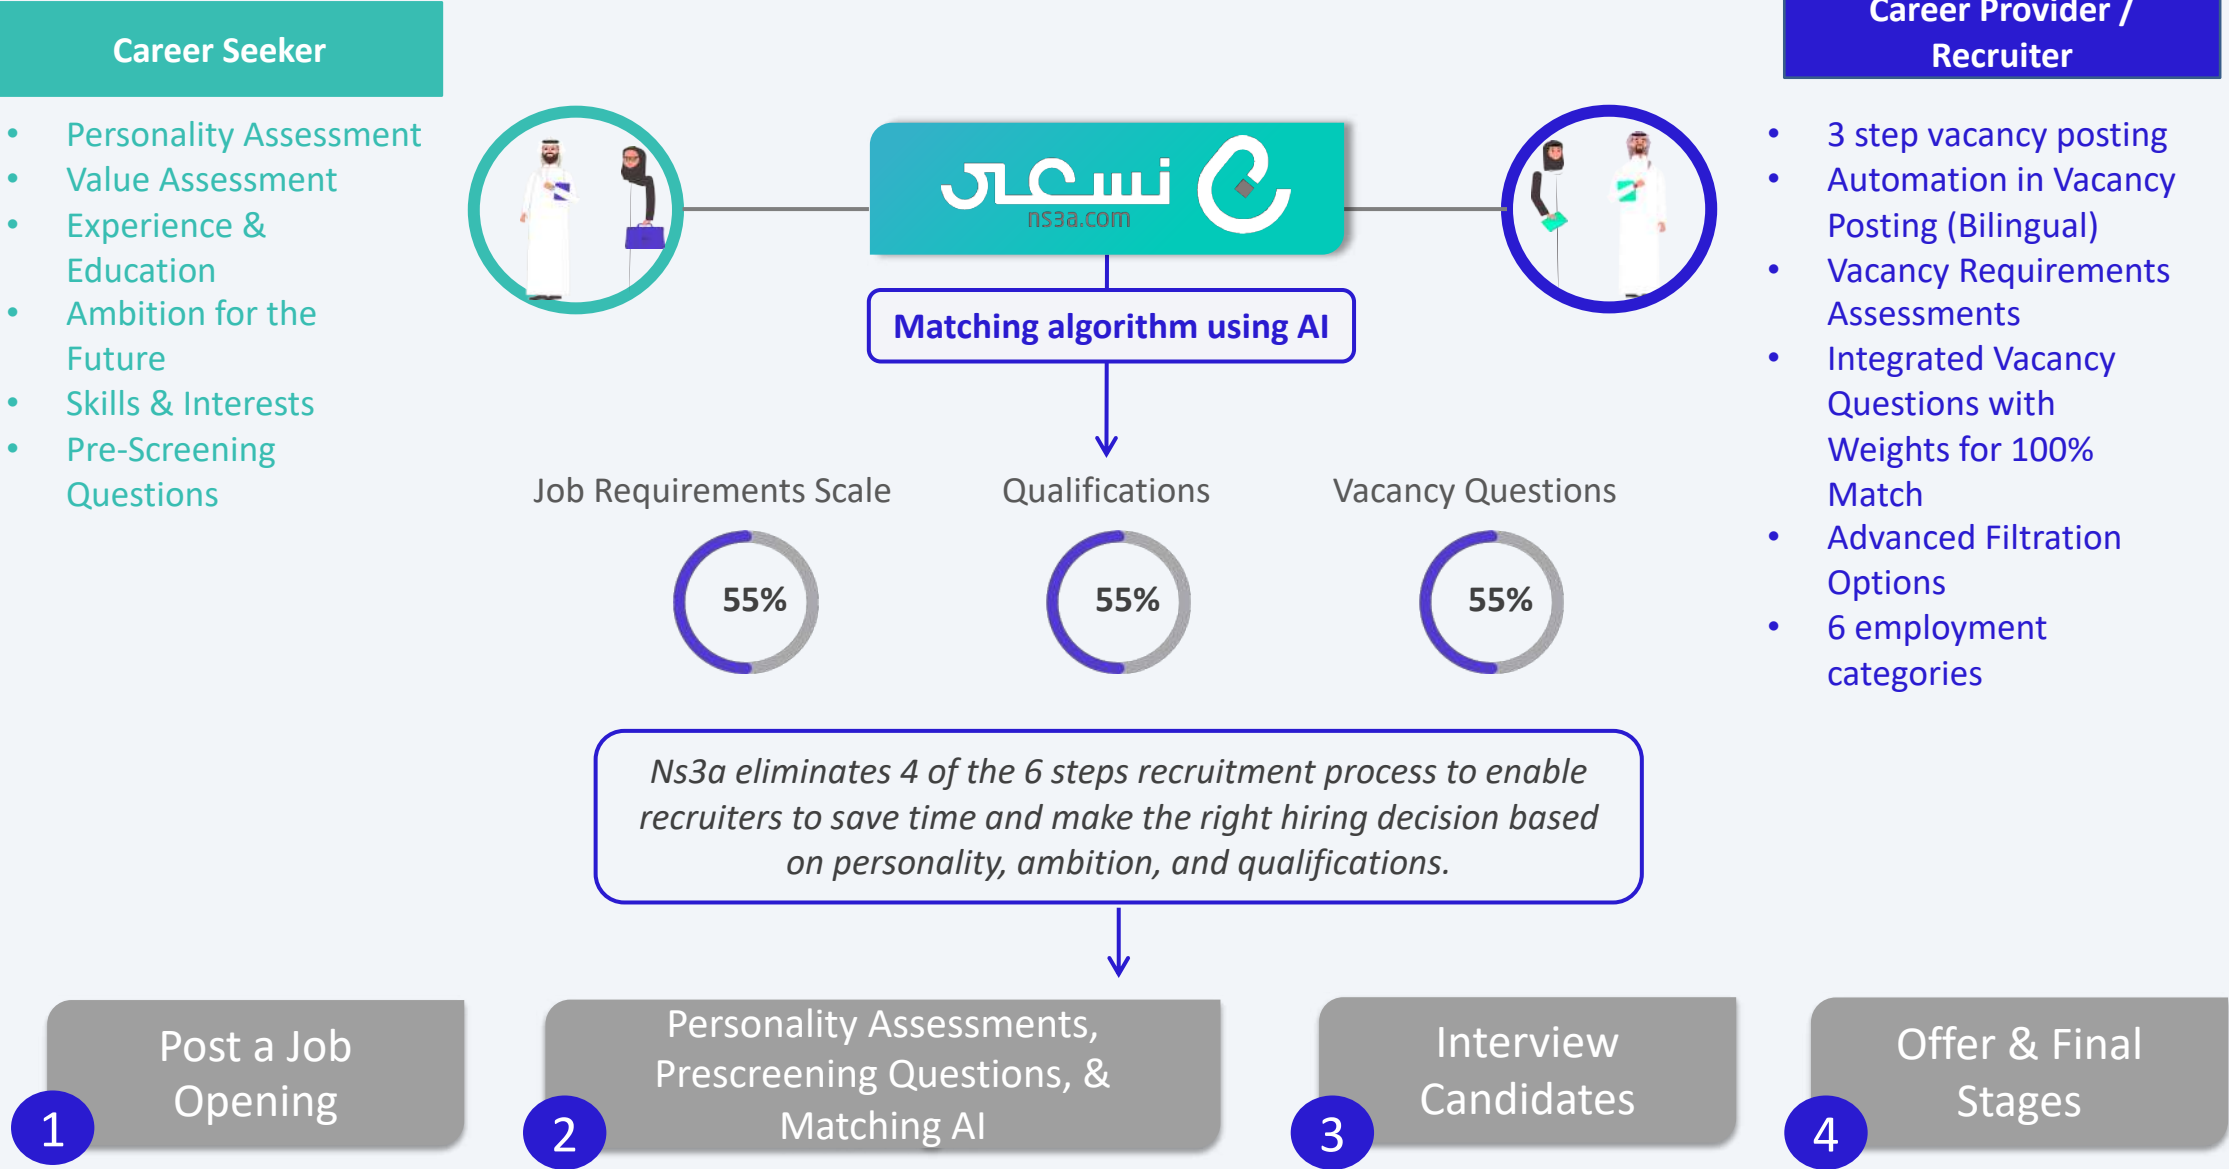 Career Seeker
• Personality Assessment
• Value Assessment
• Experience &
Education
• Ambition for the
Future
• Skills & Interests
• Pre-Screening
Questions
نسعى
ns3a.com
Matching algorithm using AI
Job Requirements Scale
55%
Qualifications
55%
Vacancy Questions
55%
Career Provider /
Recruiter
• 3 step vacancy posting
• Automation in Vacancy
Posting (Bilingual)
• Vacancy Requirements
Assessments
• Integrated Vacancy
Questions with
Weights for 100%
Match
• Advanced Filtration
Options
• 6 employment
categories
Ns3a eliminates 4 of the 6 steps recruitment process to enable
recruiters to save time and make the right hiring decision based
on personality, ambition, and qualifications.
1
Post a Job
Opening
2
Personality Assessments,
Prescreening Questions, &
Matching AI
3
Interview
Candidates
4
Offer & Final
Stages